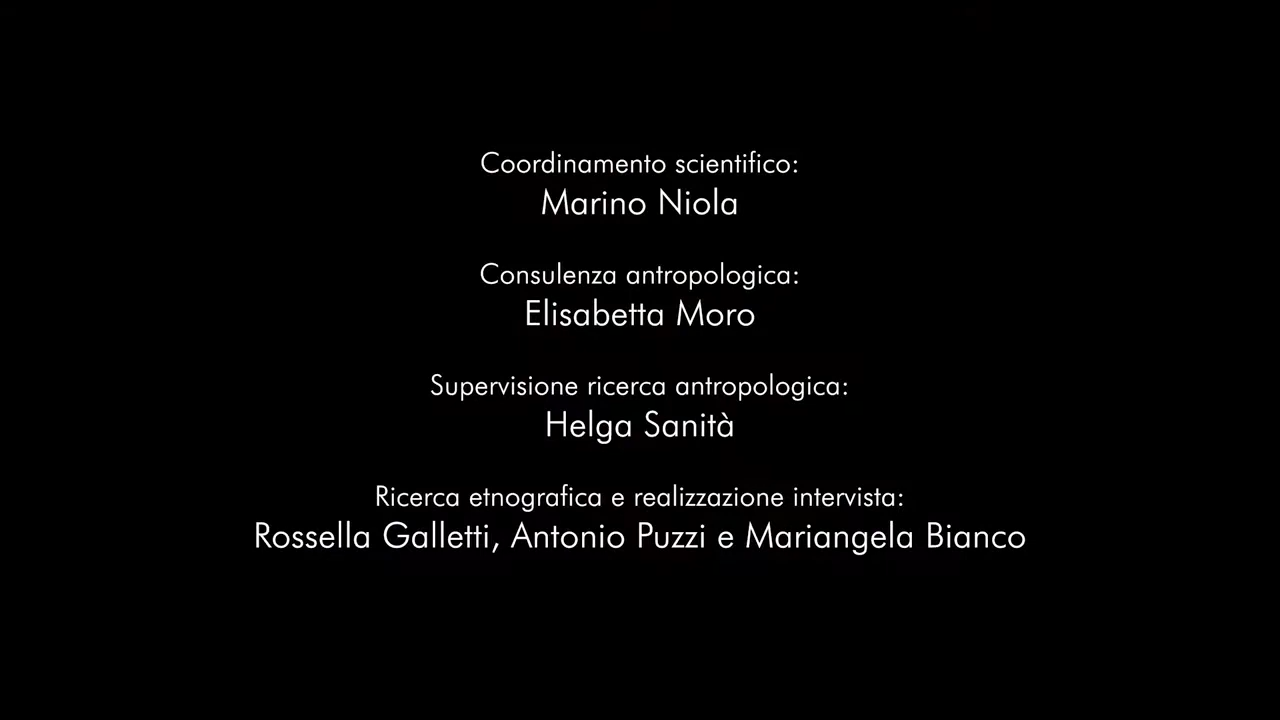 Coordinamento scientifico:
Marino Niola
Consulenza antropologica:
Elisabetta Moro
Supervisione ricerca antropologica:
Helga Sanità
Ricerca etnografica e realizzazione intervista:
Rossella Galletti, Antonio Puzzi e Mariangela Bianco